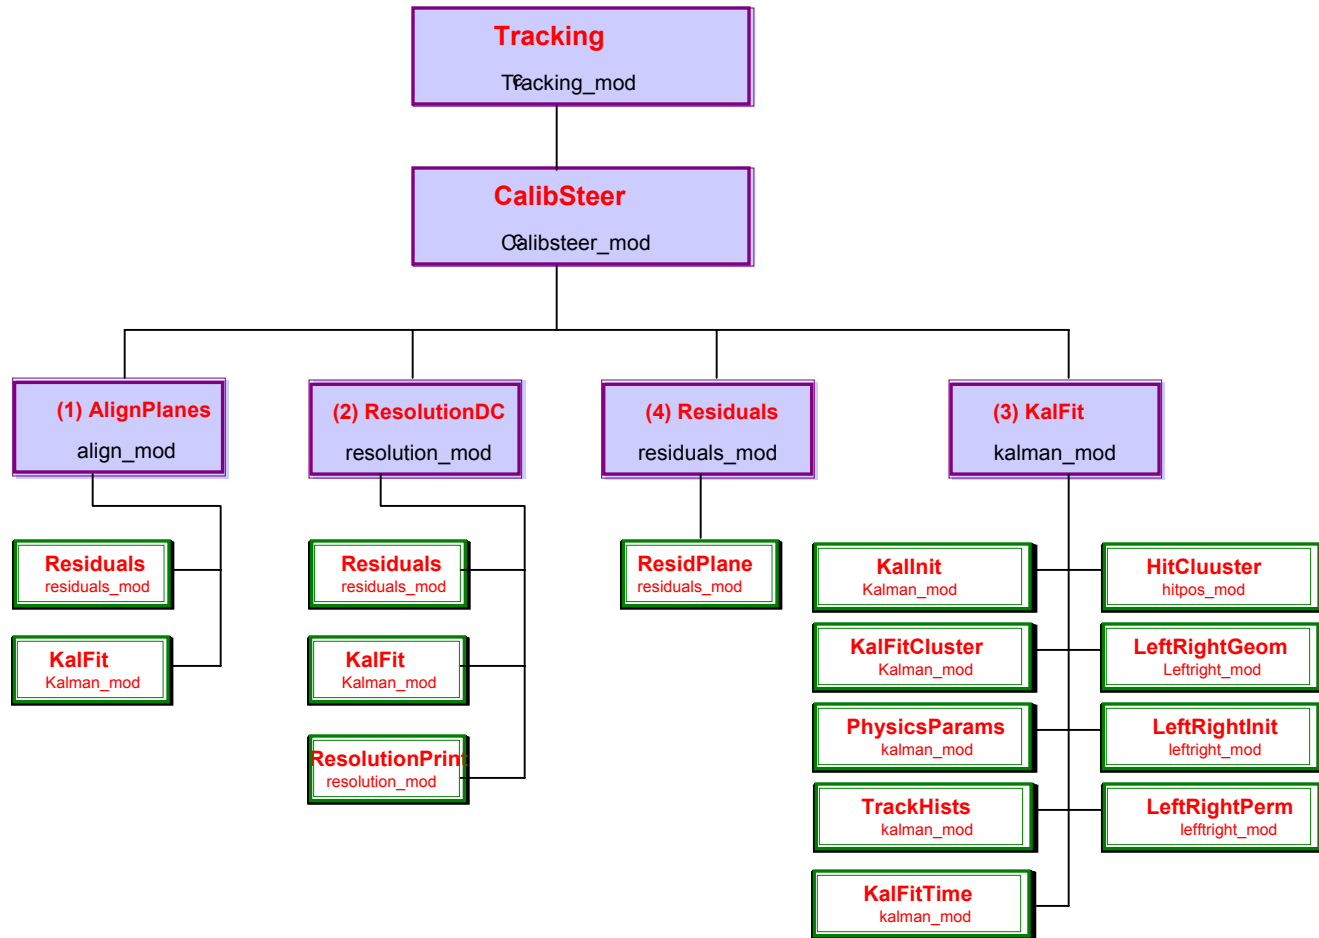 Tracking
Tracking_mod
CalibSteer
Calibsteer_mod
(1) AlignPlanes
align_mod
(2) ResolutionDC
resolution_mod
(4) Residuals
residuals_mod
(3) KalFit
kalman_mod
Residuals
residuals_mod
KalFit
Kalman_mod
Residuals
residuals_mod
KalFit
Kalman_mod
ResolutionPrint
resolution_mod
ResidPlane
residuals_mod
KalInit
Kalman_mod
HitCluuster
hitpos_mod
KalFitCluster
Kalman_mod
LeftRightGeom
Leftright_mod
PhysicsParams
kalman_mod
LeftRightInit
leftright_mod
TrackHists
kalman_mod
LeftRightPerm
lefftright_mod
KalFitTime
kalman_mod